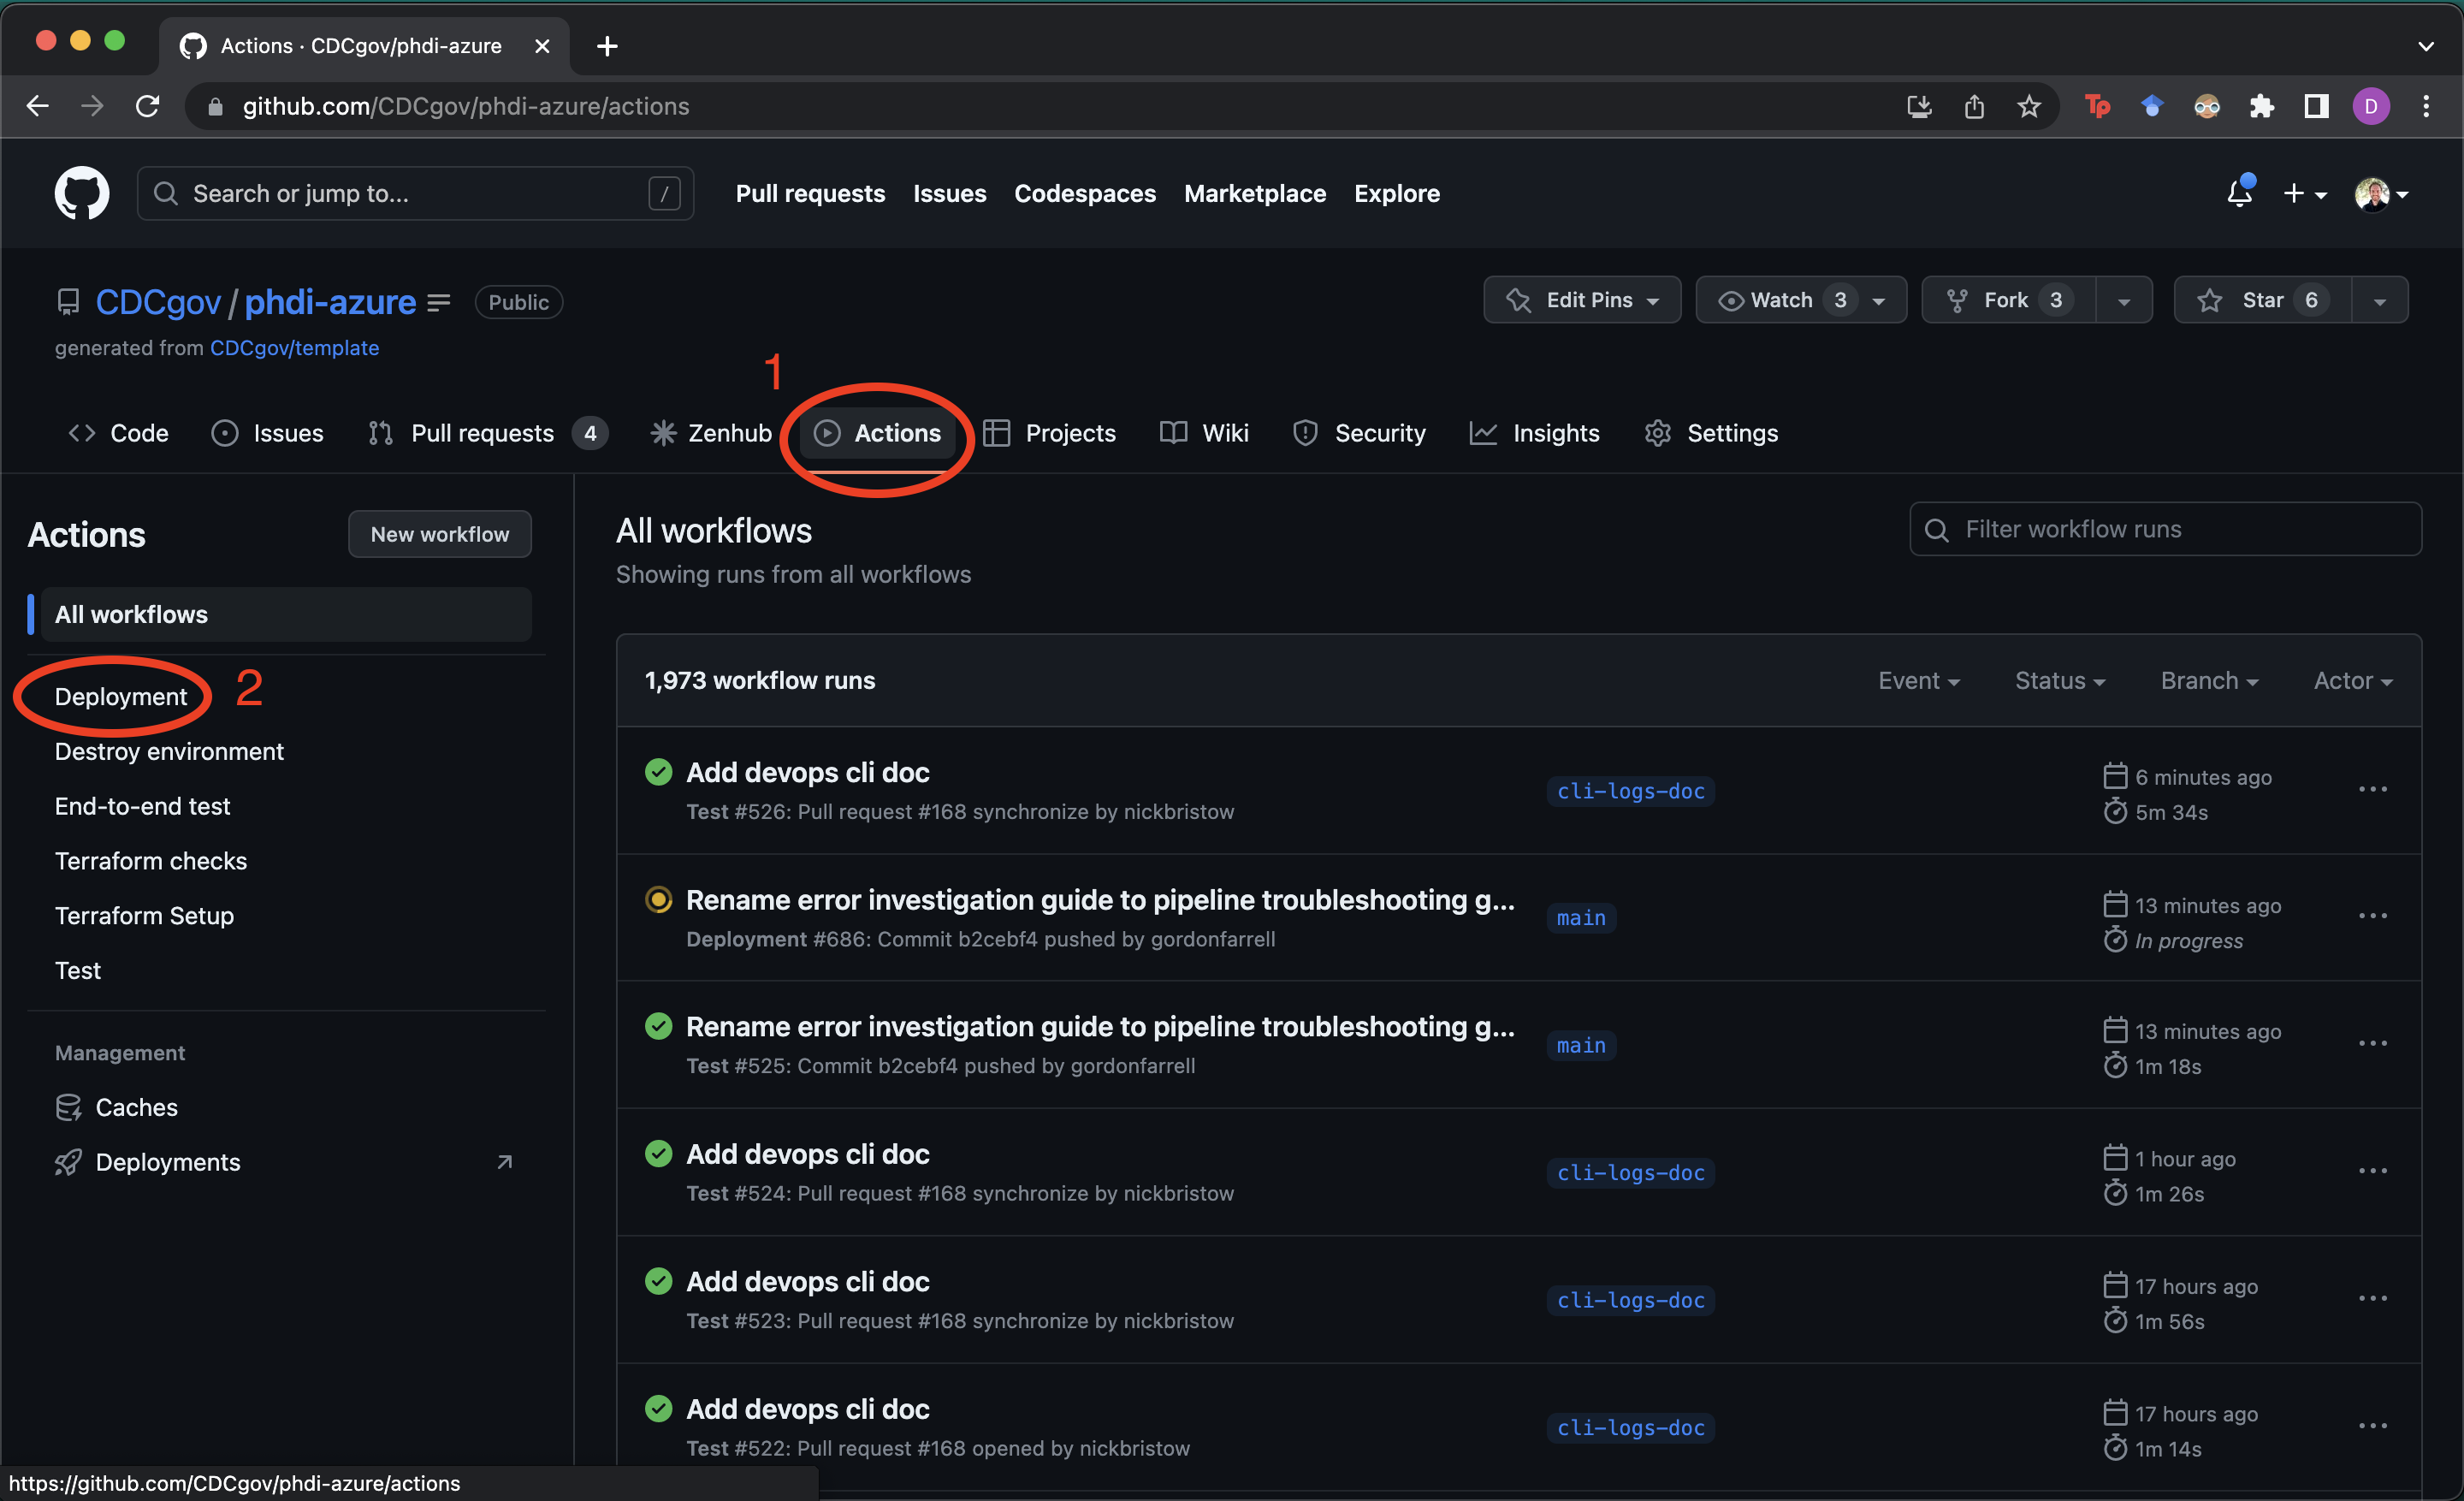 Actions · CDCgov/phdi-azure
github.com/CDCgov/phdi-azure/actions
Tp
D
Search or jump to...
/
Pull requests
Issues
Codespaces
Marketplace
Explore
CDCgov / phdi-azure
Public
generated from CDCgov/template
Edit Pins
Watch 3
Fork 3
Star 6
1
Code
Issues
Pull requests 4
Zenhub
Actions
Projects
Wiki
Security
Insights
Settings
Actions
New workflow
All workflows
Deployment
2
Destroy environment
End-to-end test
Terraform checks
Terraform Setup
Test
Management
Caches
Deployments
All workflows
Showing runs from all workflows
Filter workflow runs
1,973 workflow runs
Event
Status
Branch
Actor
Add devops cli doc
Test #526: Pull request #168 synchronize by nickbristow
cli-logs-doc
6 minutes ago
5m 34s
Rename error investigation guide to pipeline troubleshooting g...
Deployment #686: Commit b2cebf4 pushed by gordonfarrell
main
13 minutes ago
In progress
Rename error investigation guide to pipeline troubleshooting g...
Test #525: Commit b2cebf4 pushed by gordonfarrell
main
13 minutes ago
1m 18s
Add devops cli doc
Test #524: Pull request #168 synchronize by nickbristow
cli-logs-doc
1 hour ago
1m 26s
Add devops cli doc
Test #523: Pull request #168 synchronize by nickbristow
cli-logs-doc
17 hours ago
1m 56s
Add devops cli doc
Test #522: Pull request #168 opened by nickbristow
cli-logs-doc
17 hours ago
1m 14s
https://github.com/CDCgov/phdi-azure/actions